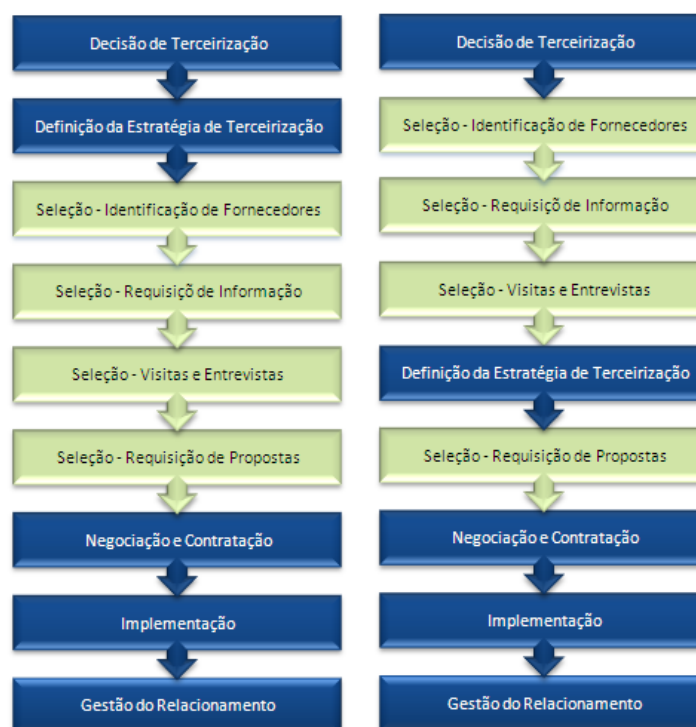 Decisão de Terceirização
Definição da Estratégia de Terceirização
Seleção - Identificação de Fornecedores
Seleção - Requisiçõ de Informação
Seleção - Visitas e Entrevistas
Seleção - Requisição de Propostas
Negociação e Contratação
Implementação
Gestão do Relacionamento
Decisão de Terceirização
Seleção - Identificação de Fornecedores
Seleção - Requisiçõ de Informação
Seleção - Visitas e Entrevistas
Definição da Estratégia de Terceirização
Seleção - Requisição de Propostas
Negociação e Contratação
Implementação
Gestão do Relacionamento